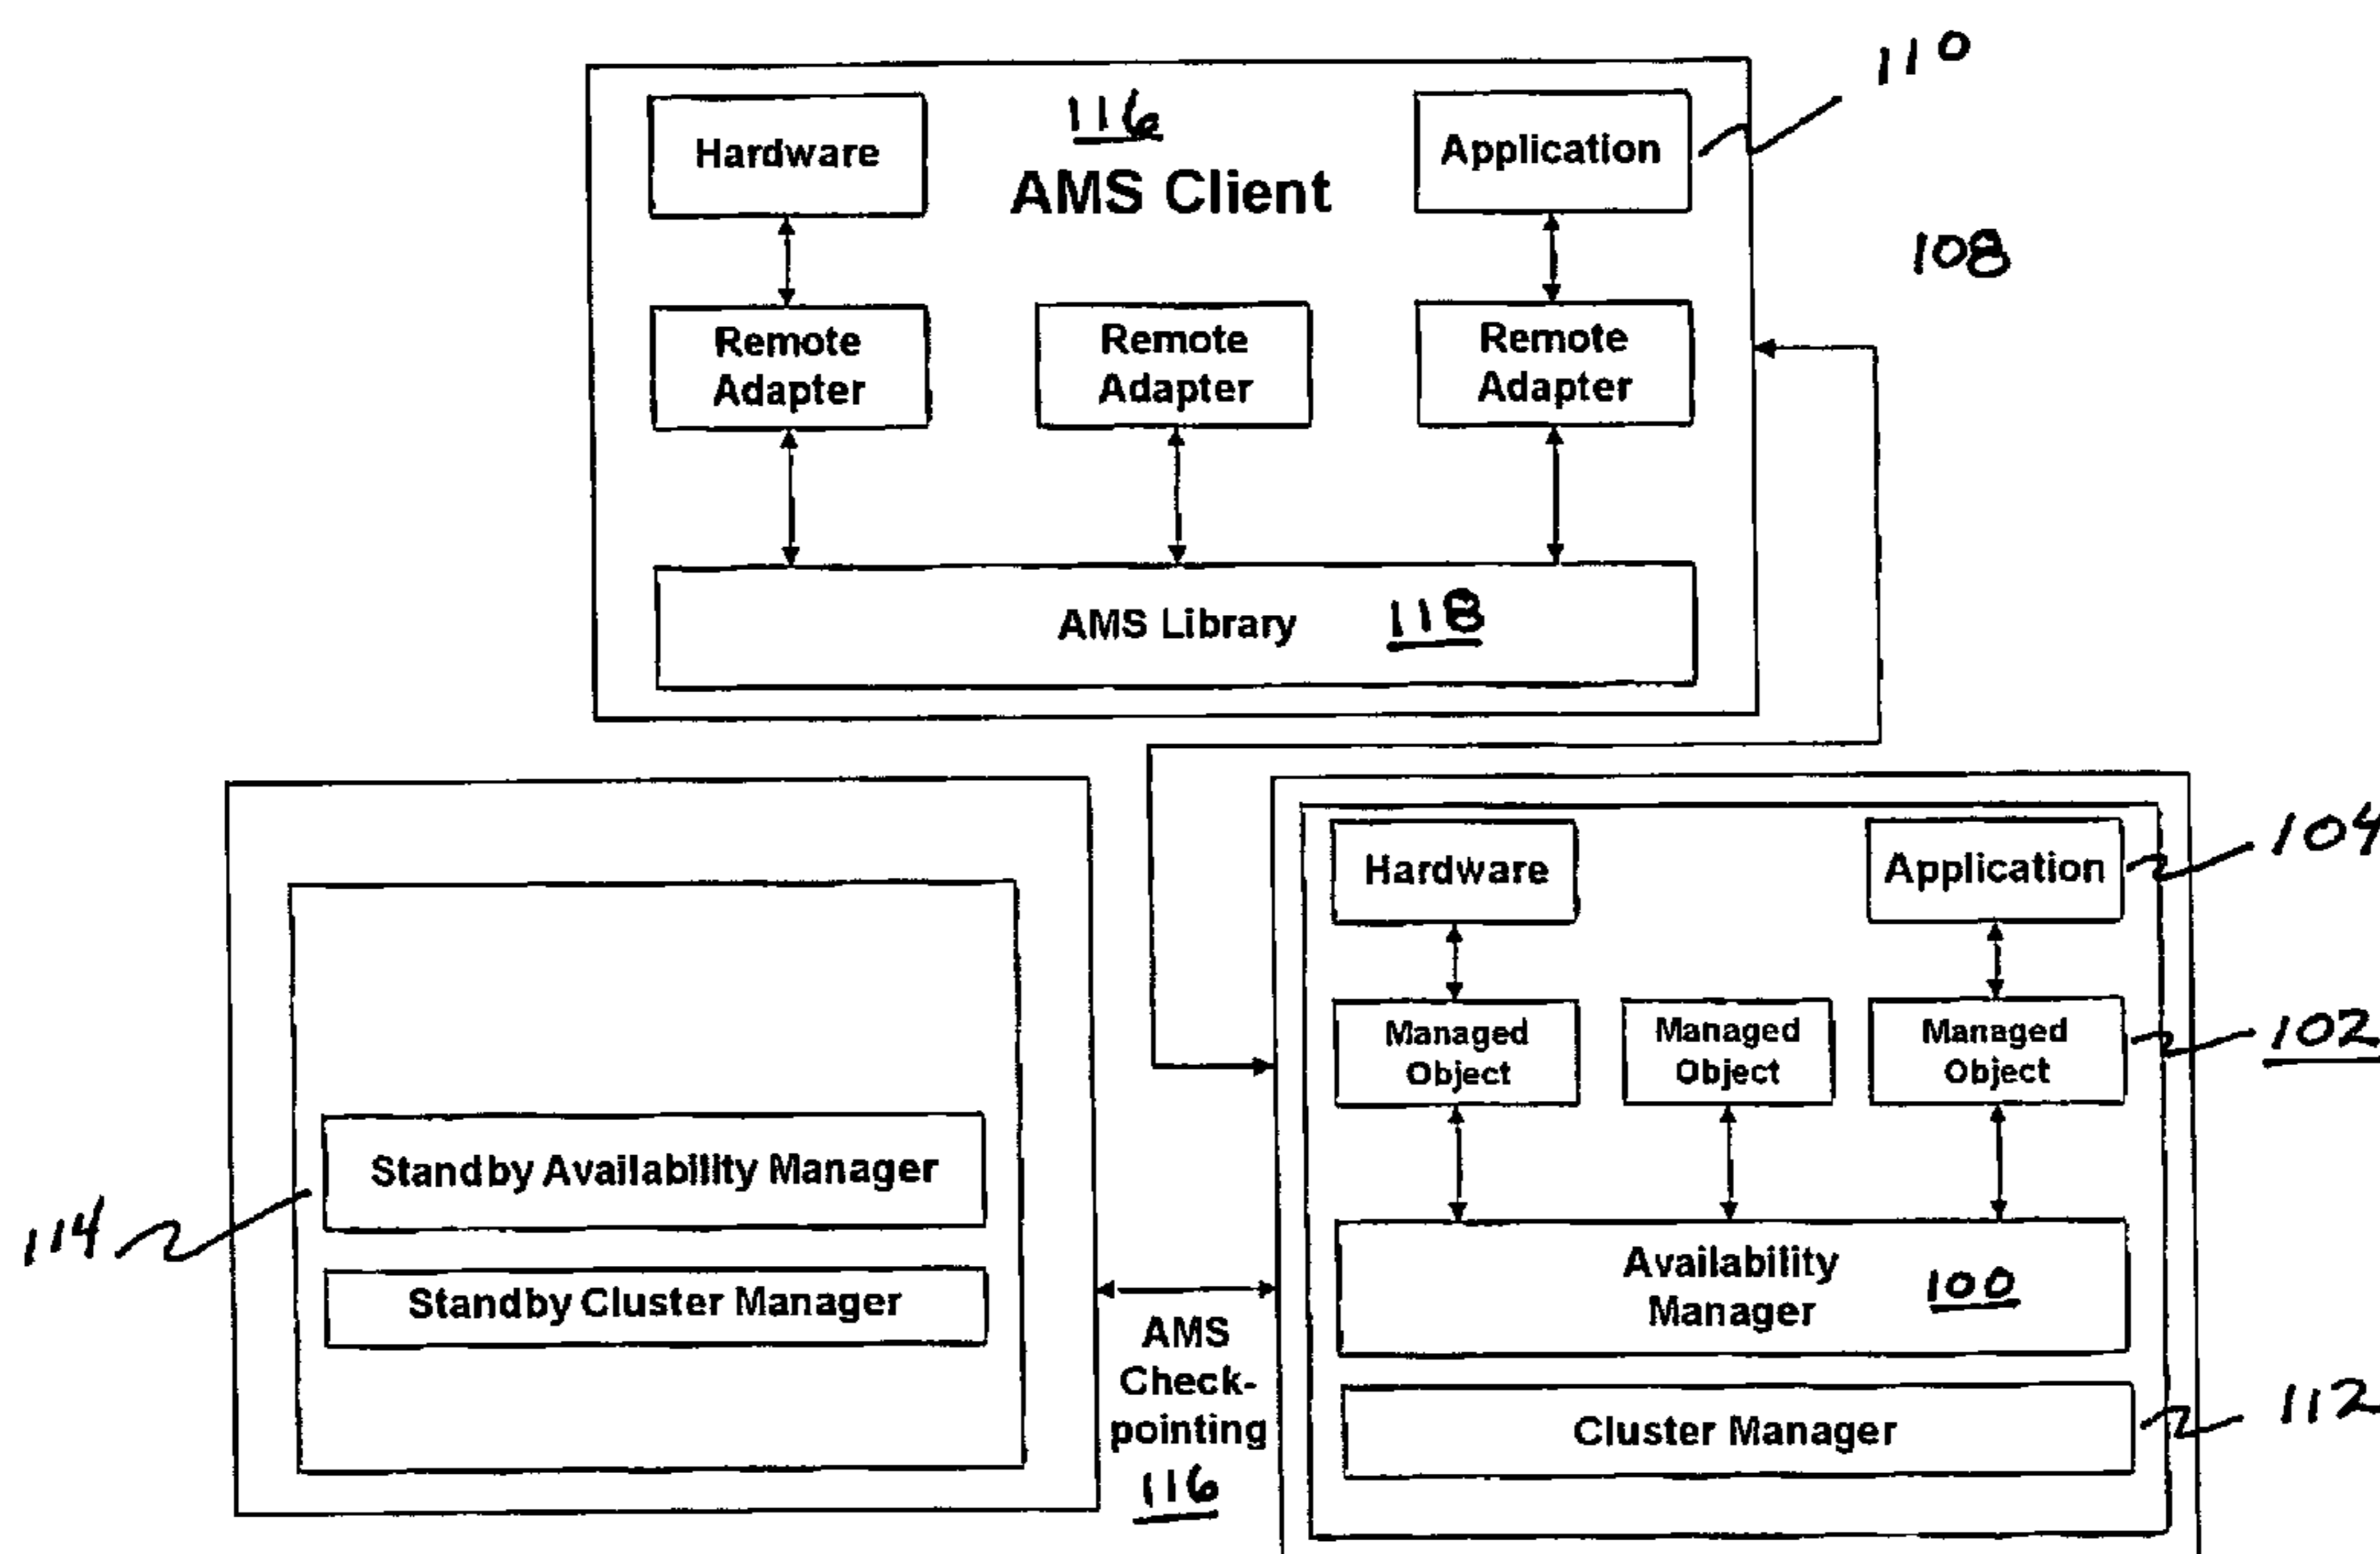 110
116
Hardware
AMS Client
Application
108
Remote
Adapter
Remote
Adapter
Remote
Adapter
AMS Library 118
104
Hardware
Application
Managed
Object
Managed
Object
Managed
Object
102
Standby Availability Manager
114
Standby Cluster Manager
Availability
Manager
100
AMS
Check-
pointing
116
Cluster Manager
112